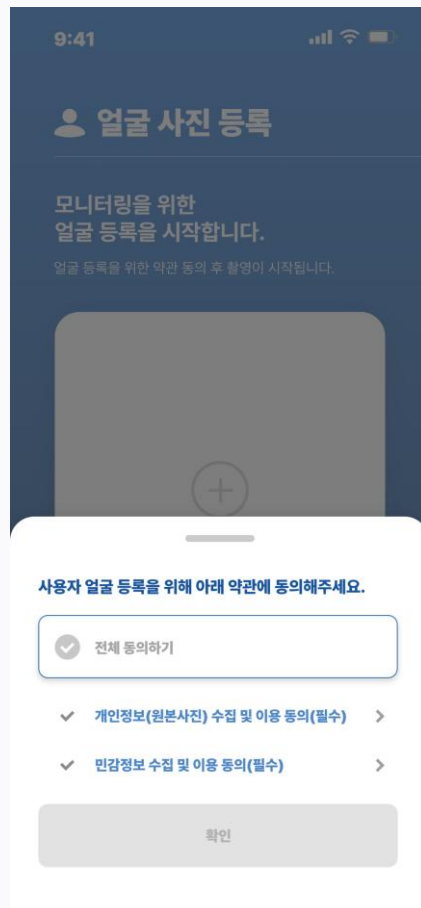 9:41
얼굴 사진 등록
모니터링을 위한
얼굴 등록을 시작합니다.
얼굴 등록을 위한 약관 동의 후 촬영이 시작됩니다.
사용자 얼굴 등록을 위해 아래 약관에 동의해주세요.
전체 동의하기
개인정보(원본사진) 수집 및 이용 동의(필수)
민감정보 수집 및 이용 동의(필수)
확인